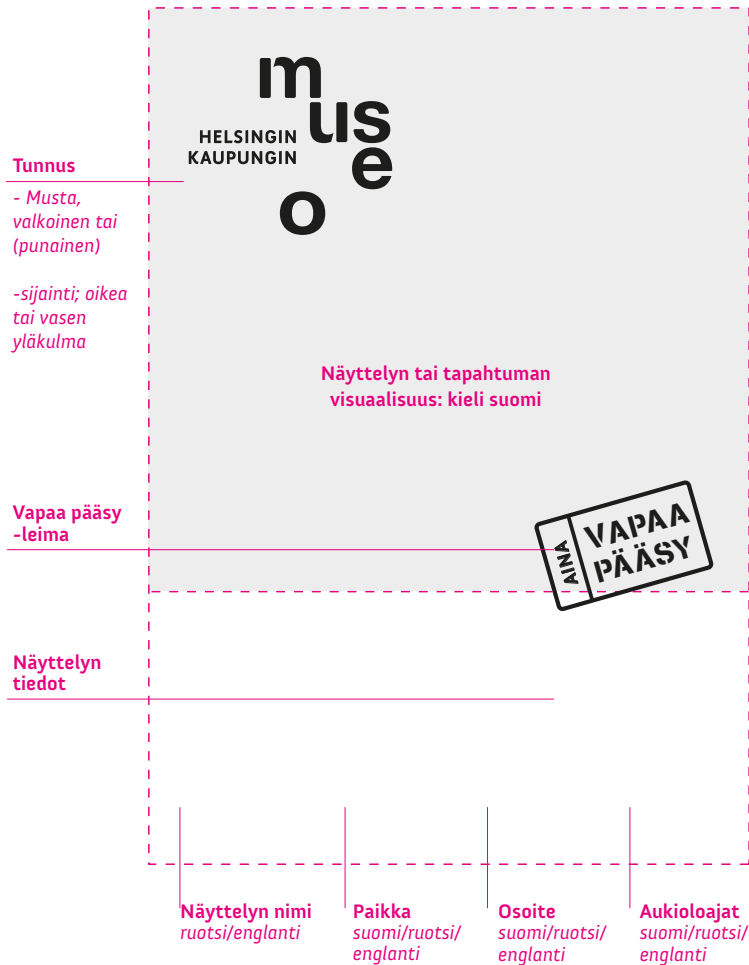 museo
HELSINGIN
KAUPUNGIN
Tunnus
- Musta,
valkoinen tai
(punainen)
-sijainti; oikea
tai vasen
yläkulma
Näyttelyn tai tapahtuman
visuaalisuus: kieli suomi
Vapaa pääsy
-leima
AINA
VAPAA
PÄÄSY
Näyttelyn
tiedot
Näyttelyn nimi
ruotsi/englanti
Paikka
suomi/ruotsi/
englanti
Osoite
suomi/ruotsi/
englanti
Aukioloajat
suomi/ruotsi/
englanti